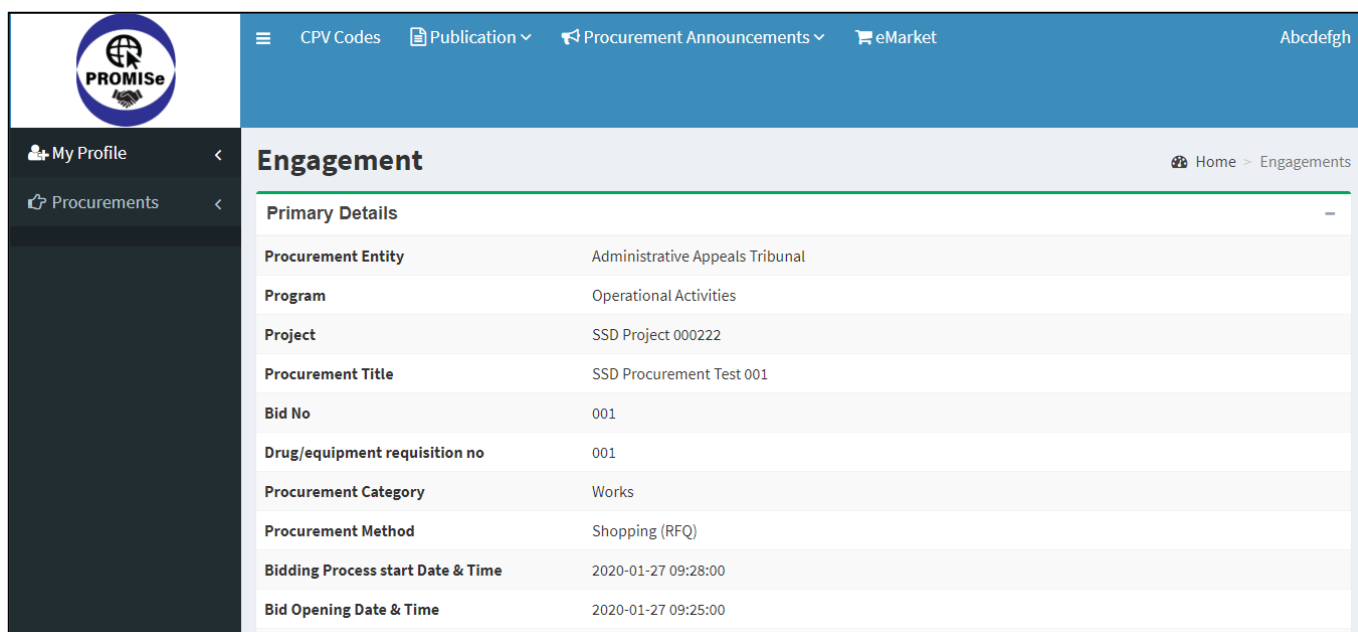 PROMISe
CPV Codes Publication Procurement Announcements eMarket Abcdefgh
My Profile
Procurements
Engagement
Home > Engagements
Primary Details
Procurement Entity Administrative Appeals Tribunal
Program Operational Activities
Project SSD Project 000222
Procurement Title SSD Procurement Test 001
Bid No 001
Drug/equipment requisition no 001
Procurement Category Works
Procurement Method Shopping (RFQ)
Bidding Process start Date & Time 2020-01-27 09:28:00
Bid Opening Date & Time 2020-01-27 09:25:00